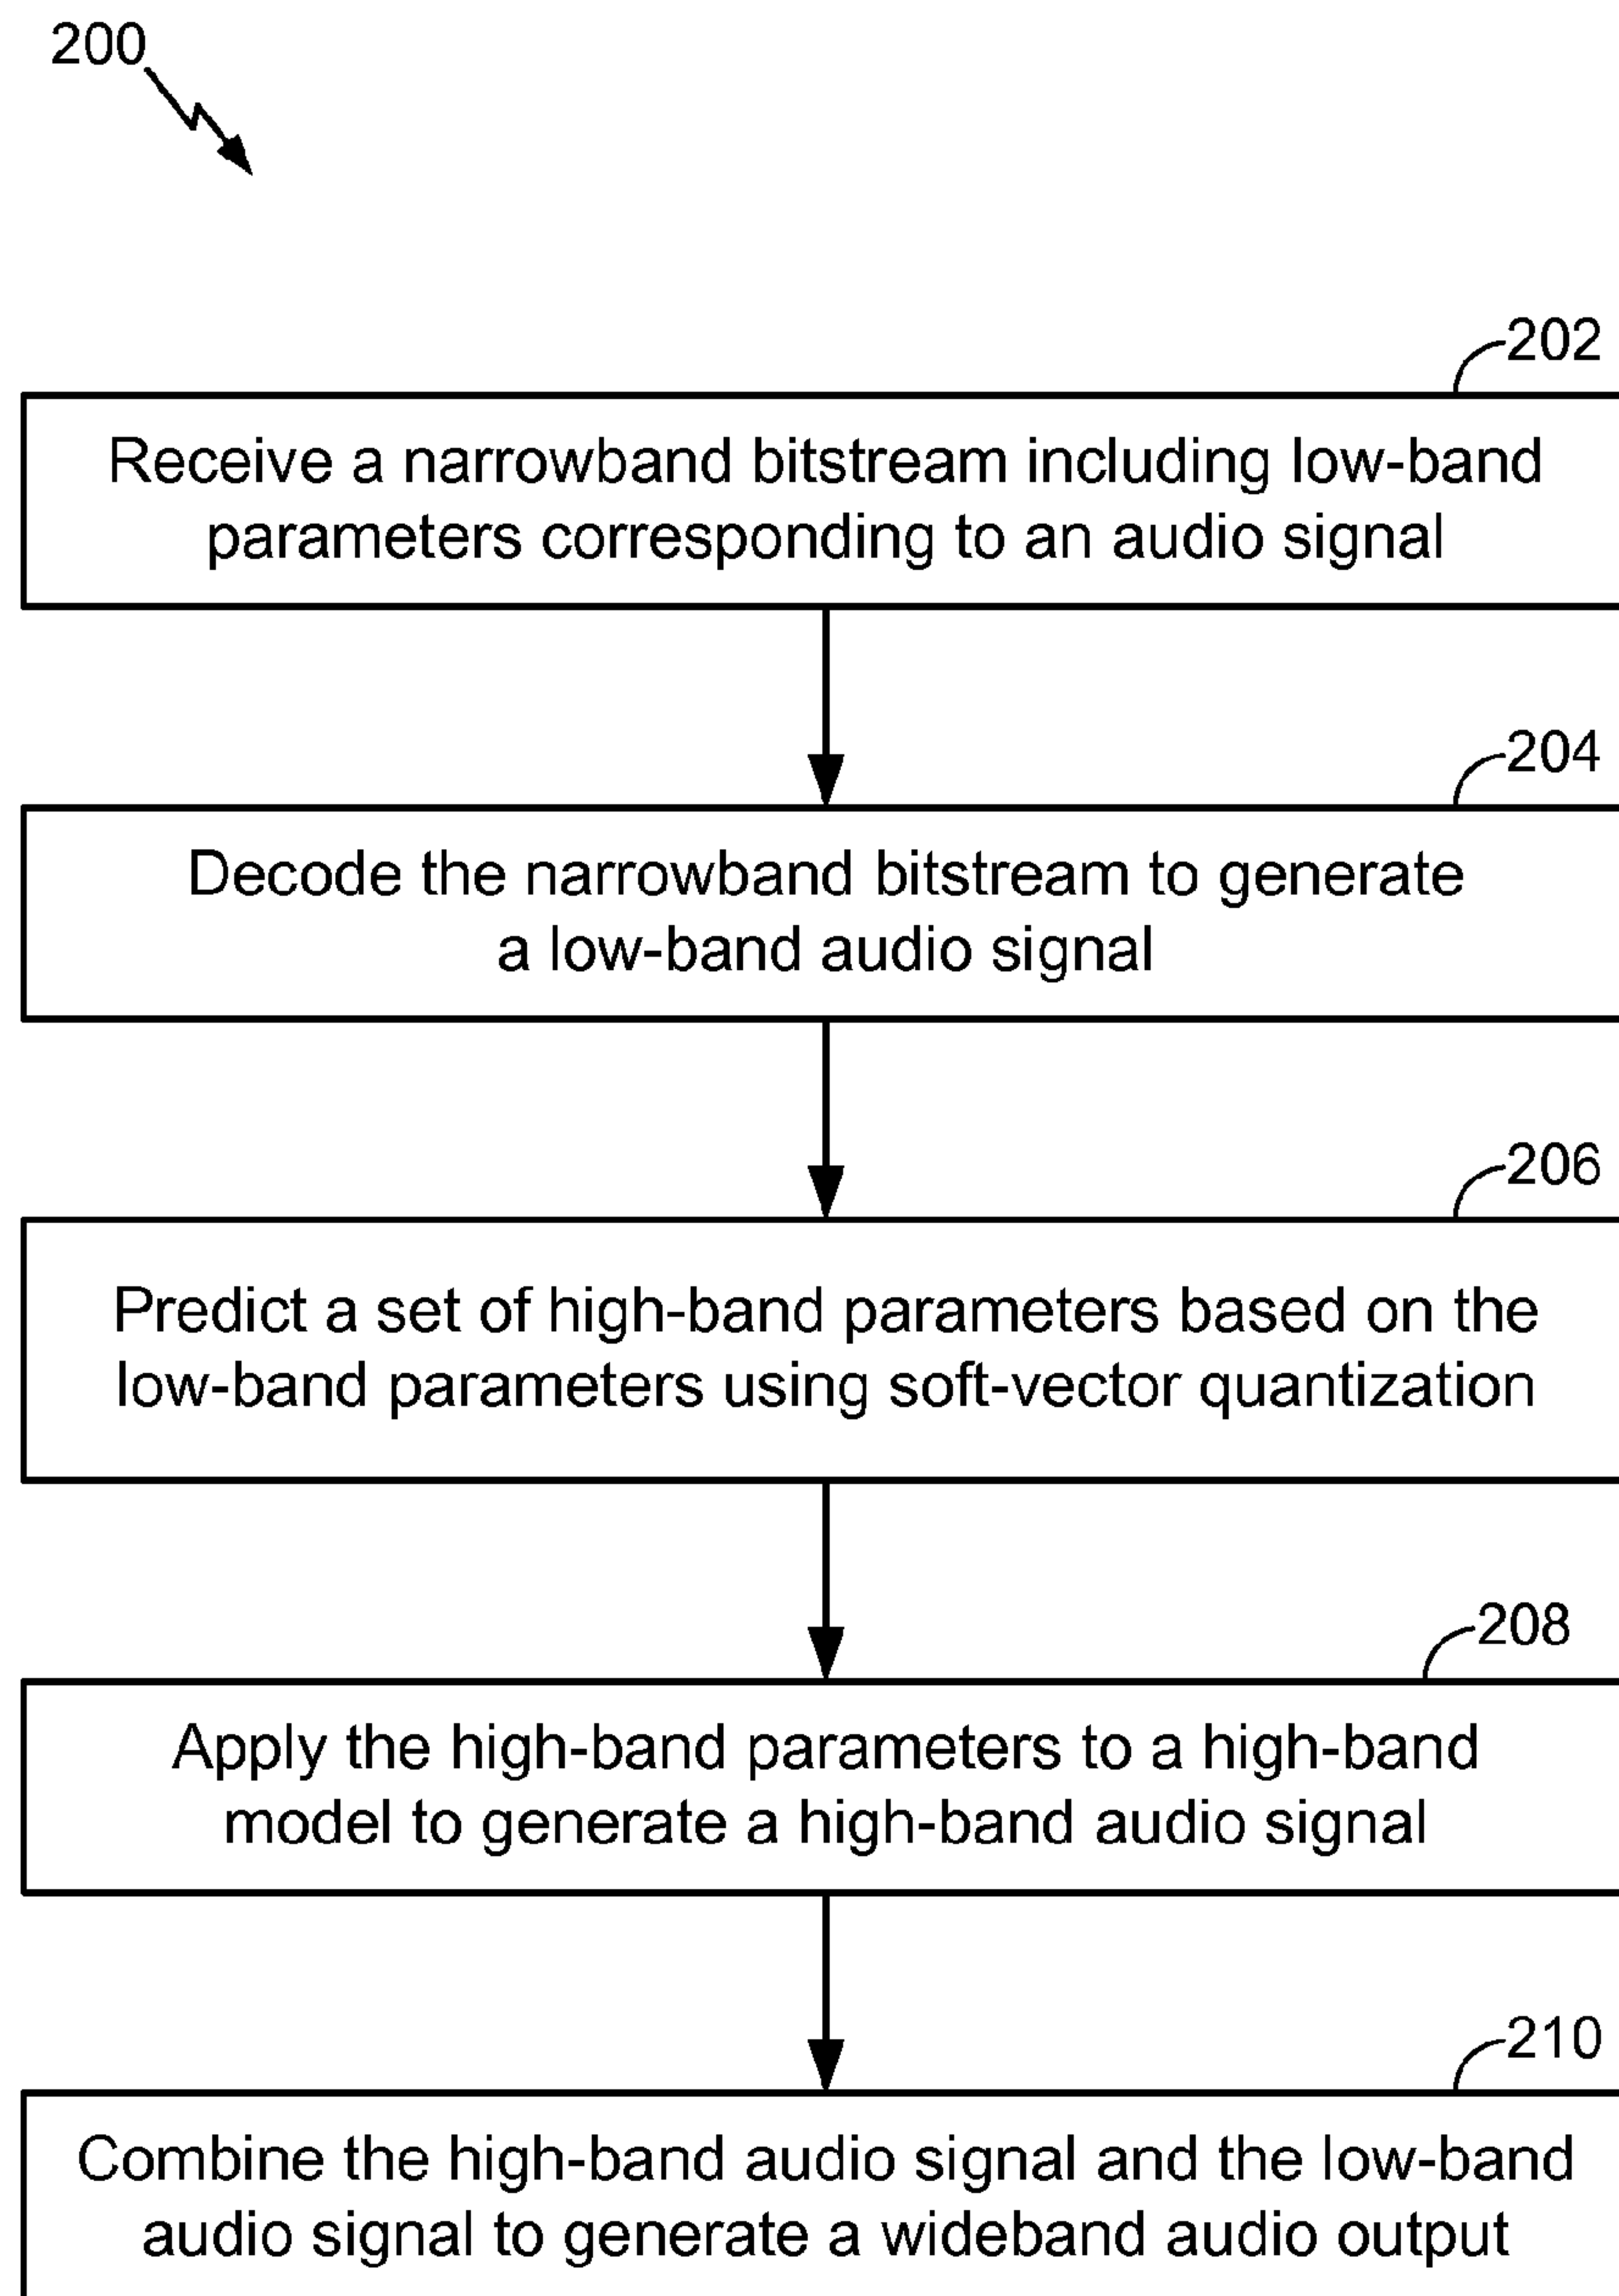 200
202
Receive a narrowband bitstream including low-band
parameters corresponding to an audio signal
204
Decode the narrowband bitstream to generate
a low-band audio signal
206
Predict a set of high-band parameters based on the
low-band parameters using soft-vector quantization
208
Apply the high-band parameters to a high-band
model to generate a high-band audio signal
210
Combine the high-band audio signal and the low-band
audio signal to generate a wideband audio output